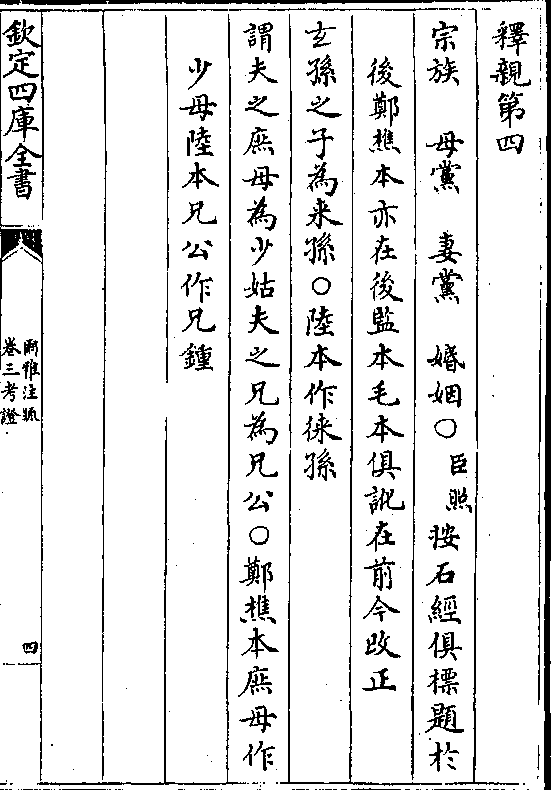 釋親第四
宗族　母黨　妻黨　婚姻○臣照按石經俱標題於
後鄭樵本亦在後監本毛本俱訛在前今改正
玄孫之子為来孫○陸本作徠孫
謂夫之庶母為少姑夫之兄為兄公○鄭樵本庶母作
少母陸本兄公作兄鍾
欽定四庫全書
爾雅注疏
卷三考證
四